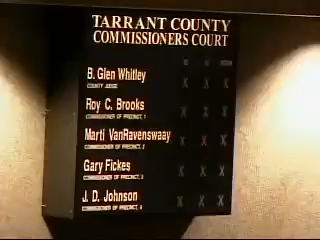 TARRANT COUNTY
COMMISSIONERS COURT
B. Glen Whitley
COUNTY JUDGE
Roy C. Brooks
COMMISSIONER OF PRECINCT, 1
Marti VanRavenswaay
COMMISSIONER OF PRECINCT, 2
Gary Fickes
COMMISSIONER OF PRECINCT, 3
J. D. Johnson
COMMISSIONER OF PRECINCT, 4